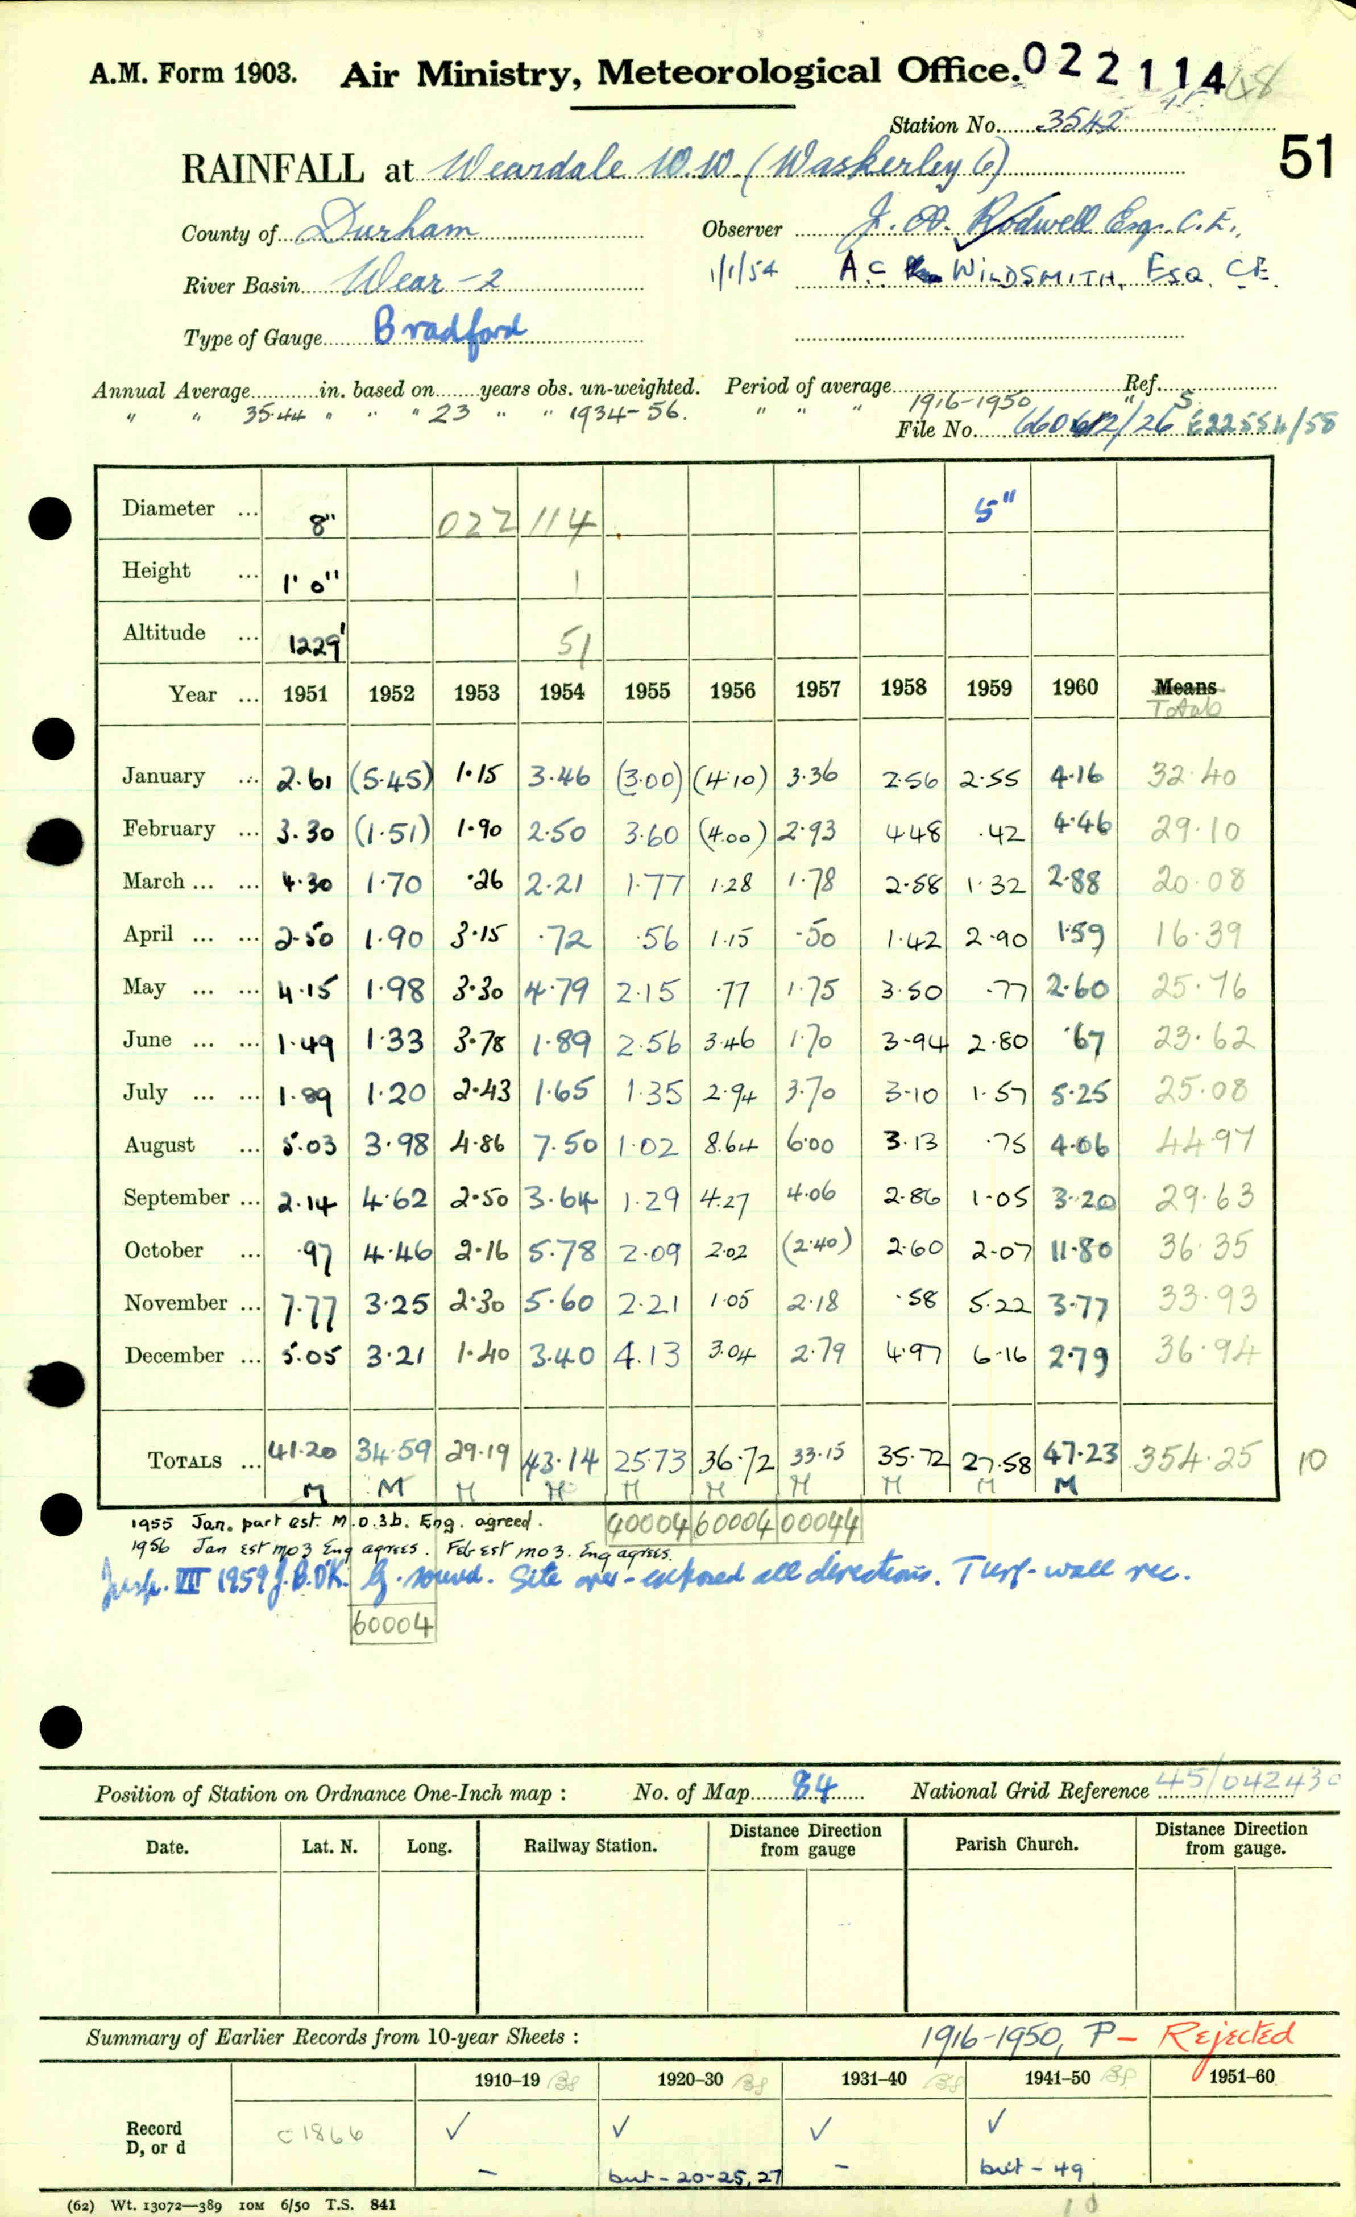 A.M. Form 1903. Air Ministry, Meteorological Office. 022114 48
Station No. 3542
51
RAINFALL at Weardale W.W. (Waskerley 6)
County of Durham Observer J. A. Rodwell Esq. C.E.,
River Basin Wear-2 1/1/54 A.C. WILDSMITH, ESQ. C.E.
Type of Gauge Bradford
Annual Average in. based on years obs. un-weighted. Period of average Ref.
" " 35.44 " " " 23 " " 1934-56. " " " 1916-1950 " S.
File No. 660612/26 E22554/58
Diameter ... 8" 022 114 5"
Height ... 1' 0" 1
Altitude ... 1229' 51
Year ... 1951 1952 1953 1954 1955 1956 1957 1958 1959 1960 Means
Totals
January ... 2.61 (5.45) 1.15 3.46 (3.00) (4.10) 3.36 2.56 2.55 4.16 32.40
February ... 3.30 (1.51) 1.90 2.50 3.60 (4.00) 2.93 4.48 .42 4.46 29.10
March ... ... 4.30 1.70 .26 2.21 1.77 1.28 1.78 2.58 1.32 2.88 20.08
April ... ... 2.50 1.90 3.15 .72 .56 1.15 .50 1.42 2.90 1.59 16.39
May ... ... 4.15 1.98 3.30 4.79 2.15 .77 1.75 3.50 .77 2.60 25.76
June ... ... 1.49 1.33 3.78 1.89 2.56 3.46 1.70 3.94 2.80 .67 23.62
July ... ... 1.89 1.20 2.43 1.65 1.35 2.94 3.70 3.10 1.57 5.25 25.08
August ... 5.03 3.98 4.86 7.50 1.02 8.64 6.00 3.13 .75 4.06 44.97
September ... 2.14 4.62 2.50 3.64 1.29 4.27 4.06 2.86 1.05 3.20 29.63
October ... .97 4.46 2.16 5.78 2.09 2.02 (2.40) 2.60 2.07 11.80 36.35
November ... 7.77 3.25 2.30 5.60 2.21 1.05 2.18 .58 5.22 3.77 33.93
December ... 5.05 3.21 1.40 3.40 4.13 3.04 2.79 4.97 6.16 2.79 36.94
TOTALS ... 41.20 34.59 29.19 43.14 25.73 36.72 33.15 35.72 27.58 47.23 354.25 10
M M M M M M M M M M
1955 Jan. part est. M.O.3b. Eng. agreed. 40004 60004 00044
1956 Jan est mo3 Eng agrees. Feb est mo3. Eng agrees.
Insp. VII 1959 J.B.O'K. G. sound. Site over-exposed all directions. Turf-wall rec.
60004
Position of Station on Ordnance One-Inch map : No. of Map 84 National Grid Reference 45/042430
Date. Lat. N. Long. Railway Station. Distance Direction from gauge Parish Church. Distance Direction from gauge.
Summary of Earlier Records from 10-year Sheets : 1916-1950, P - Rejected
1910–19 1920–30 1931–40 1941–50 1951–60
Record D, or d c 1866 ✓ ✓ ✓ ✓
– but - 20-25, 27 – but - 49
(62) Wt. 13072—389 10M 6/50 T.S. 841
10